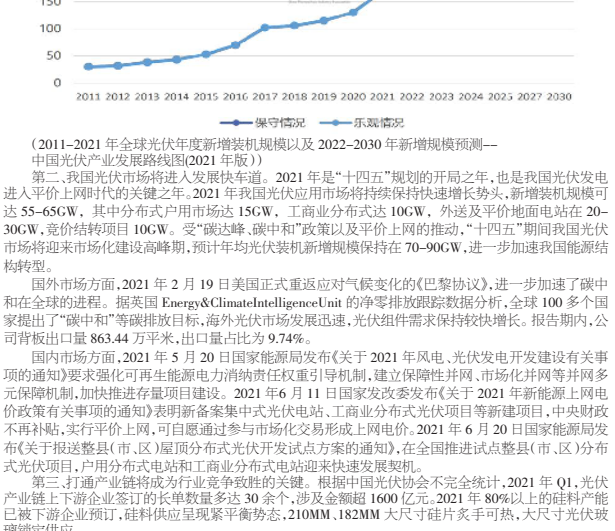 150
100
50
0
2011 2012 2013 2014 2015 2016 2017 2018 2019 2020 2021 2022 2023 2024 2025 2027 2030
保守情况 乐观情况
(2011-2021 年全球光伏年度新增装机规模以及 2022-2030 年新增规模预测--
中国光伏产业发展路线图(2021 年版))
第二、我国光伏市场将进入发展快车道。2021 年是“十四五”规划的开局之年,也是我国光伏发电
进入平价上网时代的关键之年。2021 年我国光伏应用市场将持续保持快速增长势头,新增装机规模可
达 55-65GW, 其中分布式户用市场达 15GW, 工商业分布式达 10GW, 外送及平价地面电站在 20-
30GW,竞价结转项目 10GW。受“碳达峰、碳中和”政策以及平价上网的推动,“十四五”期间我国光伏
市场将迎来市场化建设高峰期,预计年均光伏装机新增规模保持在 70-90GW,进一步加速我国能源结
构转型。
国外市场方面,2021 年 2 月 19 日美国正式重返应对气候变化的《巴黎协议》,进一步加速了碳中
和在全球的进程。据英国 Energy&ClimateIntelligenceUnit 的净零排放跟踪数据分析,全球 100 多个国
家提出了“碳中和”等碳排放目标,海外光伏市场发展迅速,光伏组件需求保持较快增长。报告期内,公
司背板出口量 863.44 万平米,出口量占比为 9.74%。
国内市场方面,2021 年 5 月 20 日国家能源局发布《关于 2021 年风电、光伏发电开发建设有关事
项的通知》要求强化可再生能源电力消纳责任权重引导机制,建立保障性并网、市场化并网等并网多
元保障机制,加快推进存量项目建设。 2021 年6 月 11 日国家发改委发布《关于 2021 年新能源上网电
价政策有关事项的通知》表明新备案集中式光伏电站、工商业分布式光伏项目等新建项目,中央财政
不再补贴,实行平价上网,可自愿通过参与市场化交易形成上网电价。2021 年 6 月 20 日国家能源局发
布《关于报送整县(市、区)屋顶分布式光伏开发试点方案的通知》,在全国推进试点整县(市、区)分布
式光伏项目,户用分布式电站和工商业分布式电站迎来快速发展契机。
第三、打通产业链将成为行业竞争致胜的关键。根据中国光伏协会不完全统计,2021 年 Q1,光伏
产业链上下游企业签订的长单数量多达 30 余个,涉及金额超 1600 亿元。2021 年 80%以上的硅料产能
已被下游企业预订,硅料供应呈现紧平衡势态,210MM、182MM 大尺寸硅片炙手可热,大尺寸光伏玻
璃锁定供应